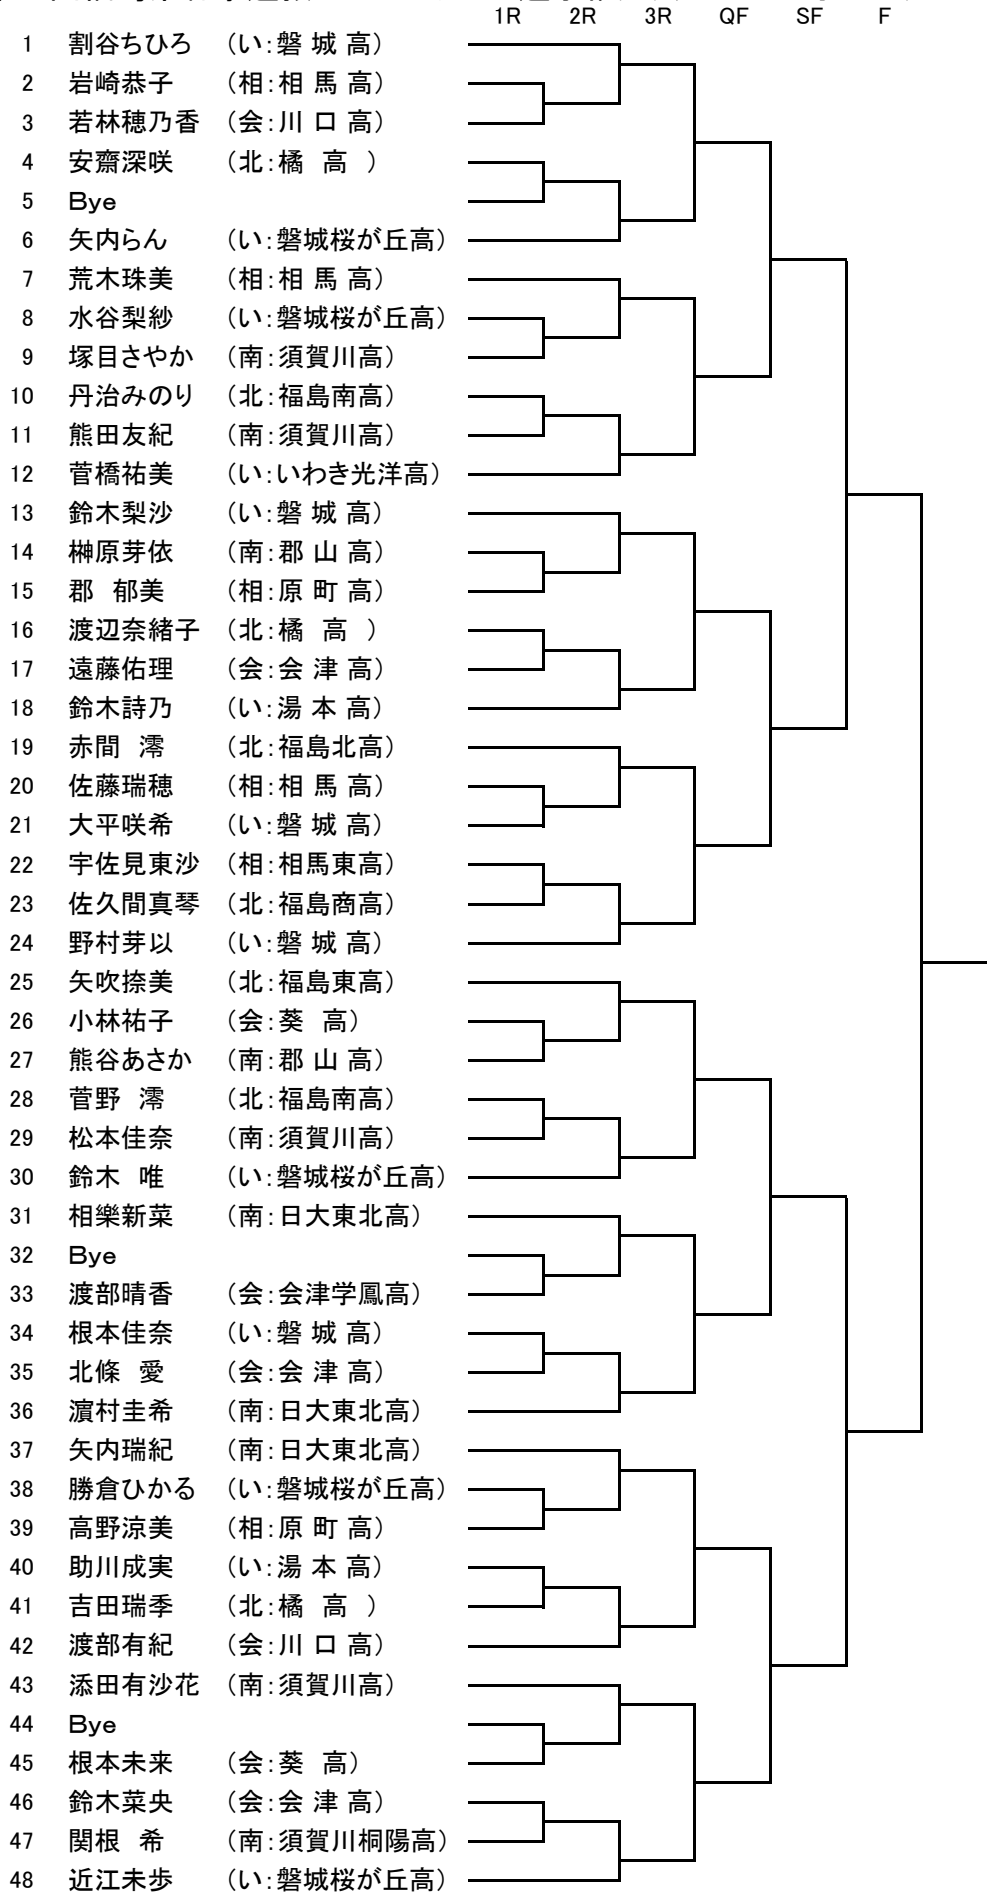 1R 2R 3R QF SF F
1 割谷ちひろ （い：磐 城 高）
2 岩崎恭子 （相：相 馬 高）
3 若林穂乃香 （会：川 口 高）
4 安齋深咲 （北：橘 高 ）
5 Ｂｙｅ
6 矢内らん （い：磐城桜が丘高）
7 荒木珠美 （相：相 馬 高）
8 水谷梨紗 （い：磐城桜が丘高）
9 塚目さやか （南：須賀川高）
10 丹治みのり （北：福島南高）
11 熊田友紀 （南：須賀川高）
12 菅橋祐美 （い：いわき光洋高）
13 鈴木梨沙 （い：磐 城 高）
14 榊原芽依 （南：郡 山 高）
15 郡 郁美 （相：原 町 高）
16 渡辺奈緒子 （北：橘 高 ）
17 遠藤佑理 （会：会 津 高）
18 鈴木詩乃 （い：湯 本 高）
19 赤間 澪 （北：福島北高）
20 佐藤瑞穂 （相：相 馬 高）
21 大平咲希 （い：磐 城 高）
22 宇佐見東沙 （相：相馬東高）
23 佐久間真琴 （北：福島商高）
24 野村芽以 （い：磐 城 高）
25 矢吹捺美 （北：福島東高）
26 小林祐子 （会：葵 高）
27 熊谷あさか （南：郡 山 高）
28 菅野 澪 （北：福島南高）
29 松本佳奈 （南：須賀川高）
30 鈴木 唯 （い：磐城桜が丘高）
31 相樂新菜 （南：日大東北高）
32 Ｂｙｅ
33 渡部晴香 （会：会津学鳳高）
34 根本佳奈 （い：磐 城 高）
35 北條 愛 （会：会 津 高）
36 濵村圭希 （南：日大東北高）
37 矢内瑞紀 （南：日大東北高）
38 勝倉ひかる （い：磐城桜が丘高）
39 高野涼美 （相：原 町 高）
40 助川成実 （い：湯 本 高）
41 吉田瑞季 （北：橘 高 ）
42 渡部有紀 （会：川 口 高）
43 添田有沙花 （南：須賀川高）
44 Ｂｙｅ
45 根本未来 （会：葵 高）
46 鈴木菜央 （会：会 津 高）
47 関根 希 （南：須賀川桐陽高）
48 近江未歩 （い：磐城桜が丘高）